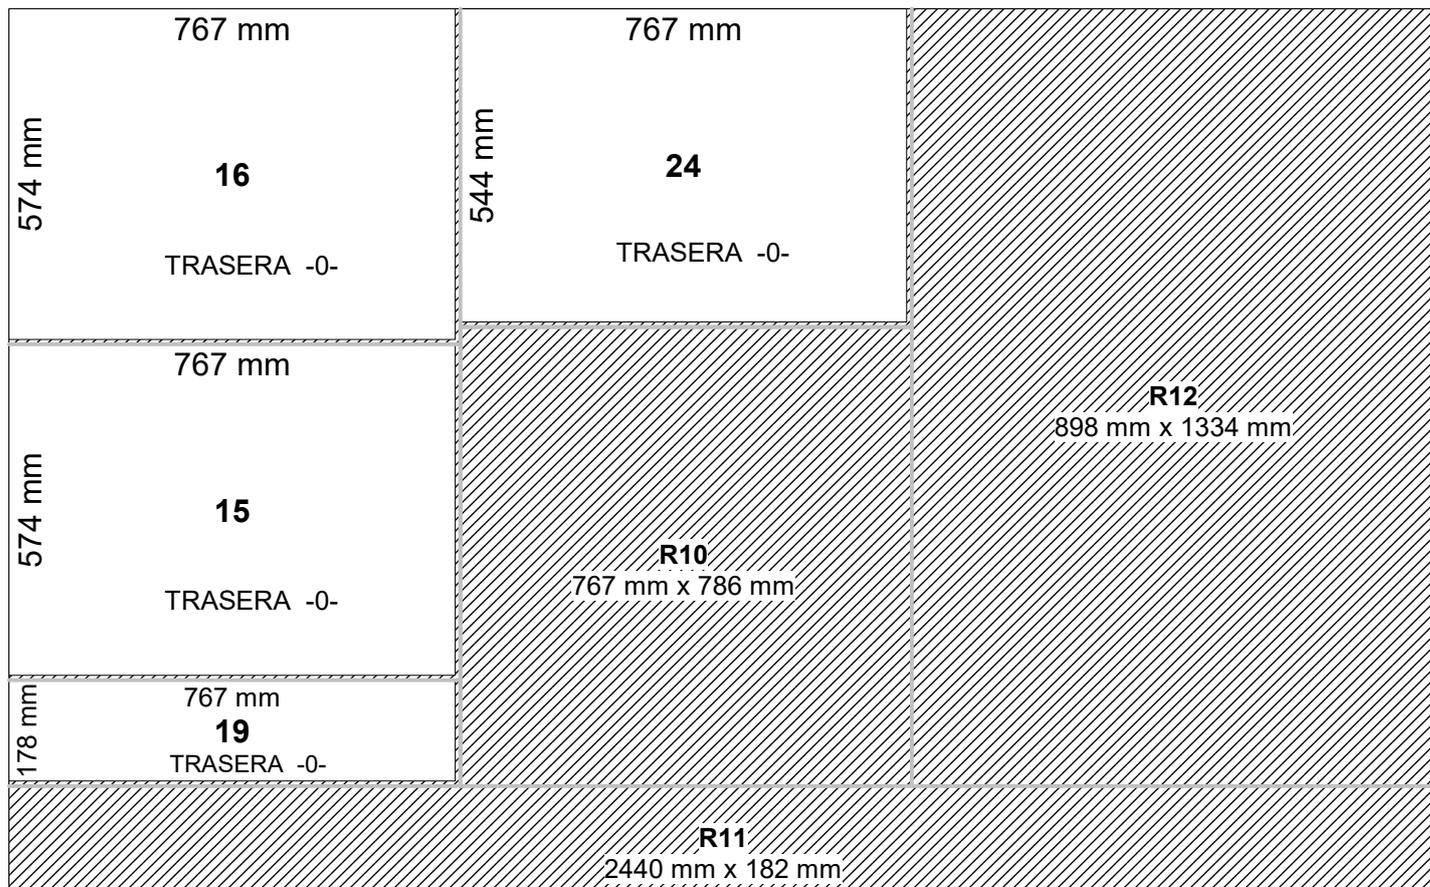 767 mm
574 mm
16
TRASERA -0-
767 mm
544 mm
24
TRASERA -0-
767 mm
574 mm
15
TRASERA -0-
767 mm
178 mm
19
TRASERA -0-
R10
767 mm x 786 mm
R12
898 mm x 1334 mm
R11
2440 mm x 182 mm